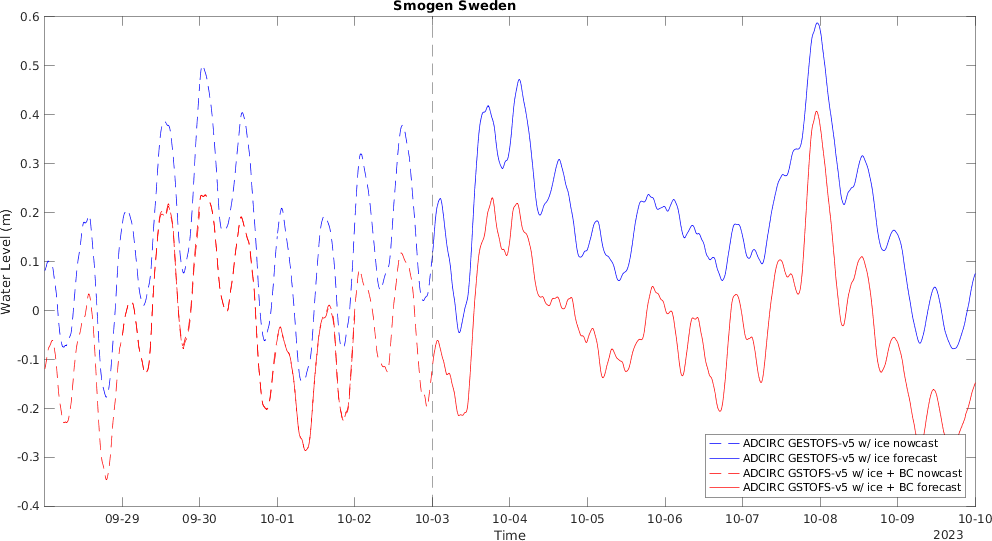 Smogen Sweden
0.6
0.5
0.4
0.3
0.2
0.1
0
-0.1
-0.2
-0.3
-0.4
Water Level (m)
ADCIRC GESTOFS-v5 w/ ice nowcast
ADCIRC GESTOFS-v5 w/ ice forecast
ADCIRC GSTOFS-v5 w/ ice + BC nowcast
ADCIRC GSTOFS-v5 w/ ice + BC forecast
09-29 09-30 10-01 10-02 10-03 10-04 10-05 10-06 10-07 10-08 10-09 10-10
Time
2023